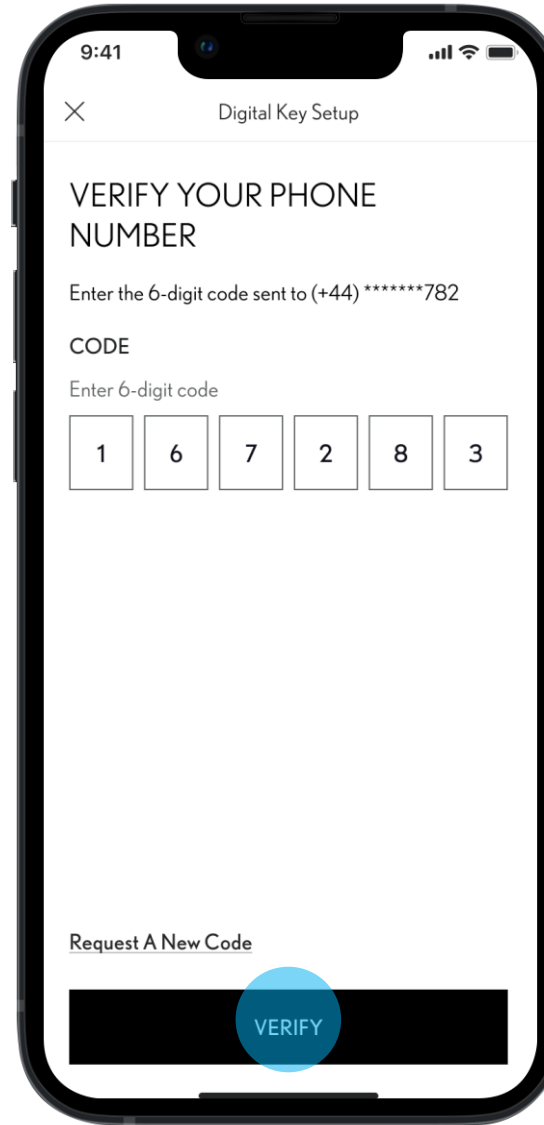 9:41
Digital Key Setup
VERIFY YOUR PHONE
NUMBER
Enter the 6-digit code sent to (+44) *******782
CODE
Enter 6-digit code
1 6 7 2 8 3
Request A New Code
VERIFY